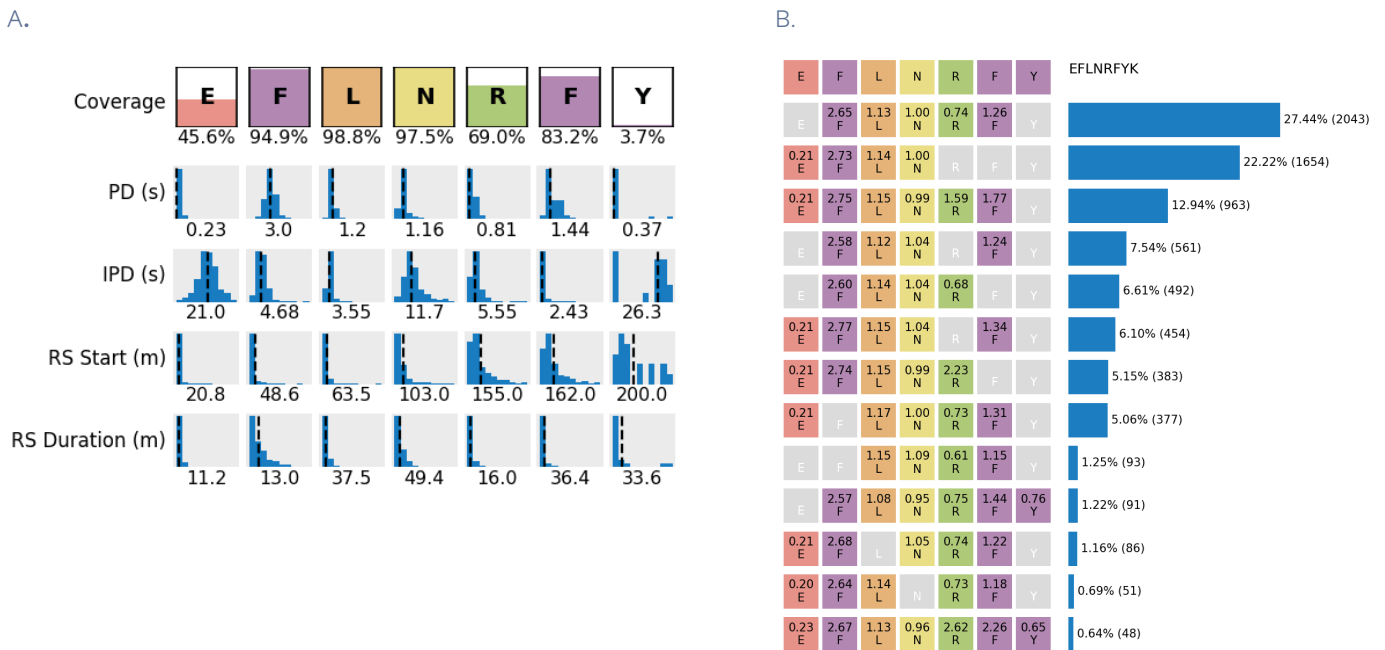 A.
Coverage E F L N R F Y
45.6% 94.9% 98.8% 97.5% 69.0% 83.2% 3.7%
PD (s)
0.23 3.0 1.2 1.16 0.81 1.44 0.37
IPD (s)
21.0 4.68 3.55 11.7 5.55 2.43 26.3
RS Start (m)
20.8 48.6 63.5 103.0 155.0 162.0 200.0
RS Duration (m)
11.2 13.0 37.5 49.4 16.0 36.4 33.6
B.
E F L N R F Y EFLNRFYK
2.65 1.13 1.00 0.74 1.26
E F L N R F Y 27.44% (2043)
0.21 2.73 1.14 1.00
E F L N R F Y 22.22% (1654)
0.21 2.75 1.15 0.99 1.59 1.77
E F L N R F Y 12.94% (963)
2.58 1.12 1.04 1.24
E F L N R F Y 7.54% (561)
2.60 1.14 1.04 0.68
E F L N R F Y 6.61% (492)
0.21 2.77 1.15 1.04 1.34
E F L N R F Y 6.10% (454)
0.21 2.74 1.15 0.99 2.23
E F L N R F Y 5.15% (383)
0.21 1.17 1.00 0.73 1.31
E F L N R F Y 5.06% (377)
1.15 1.09 0.61 1.15
E F L N R F Y 1.25% (93)
2.57 1.08 0.95 0.75 1.44 0.76
E F L N R F Y 1.22% (91)
0.21 2.68 1.05 0.74 1.22
E F L N R F Y 1.16% (86)
0.20 2.64 1.14 0.73 1.18
E F L N R F Y 0.69% (51)
0.23 2.67 1.13 0.96 2.62 2.26 0.65
E F L N R F Y 0.64% (48)